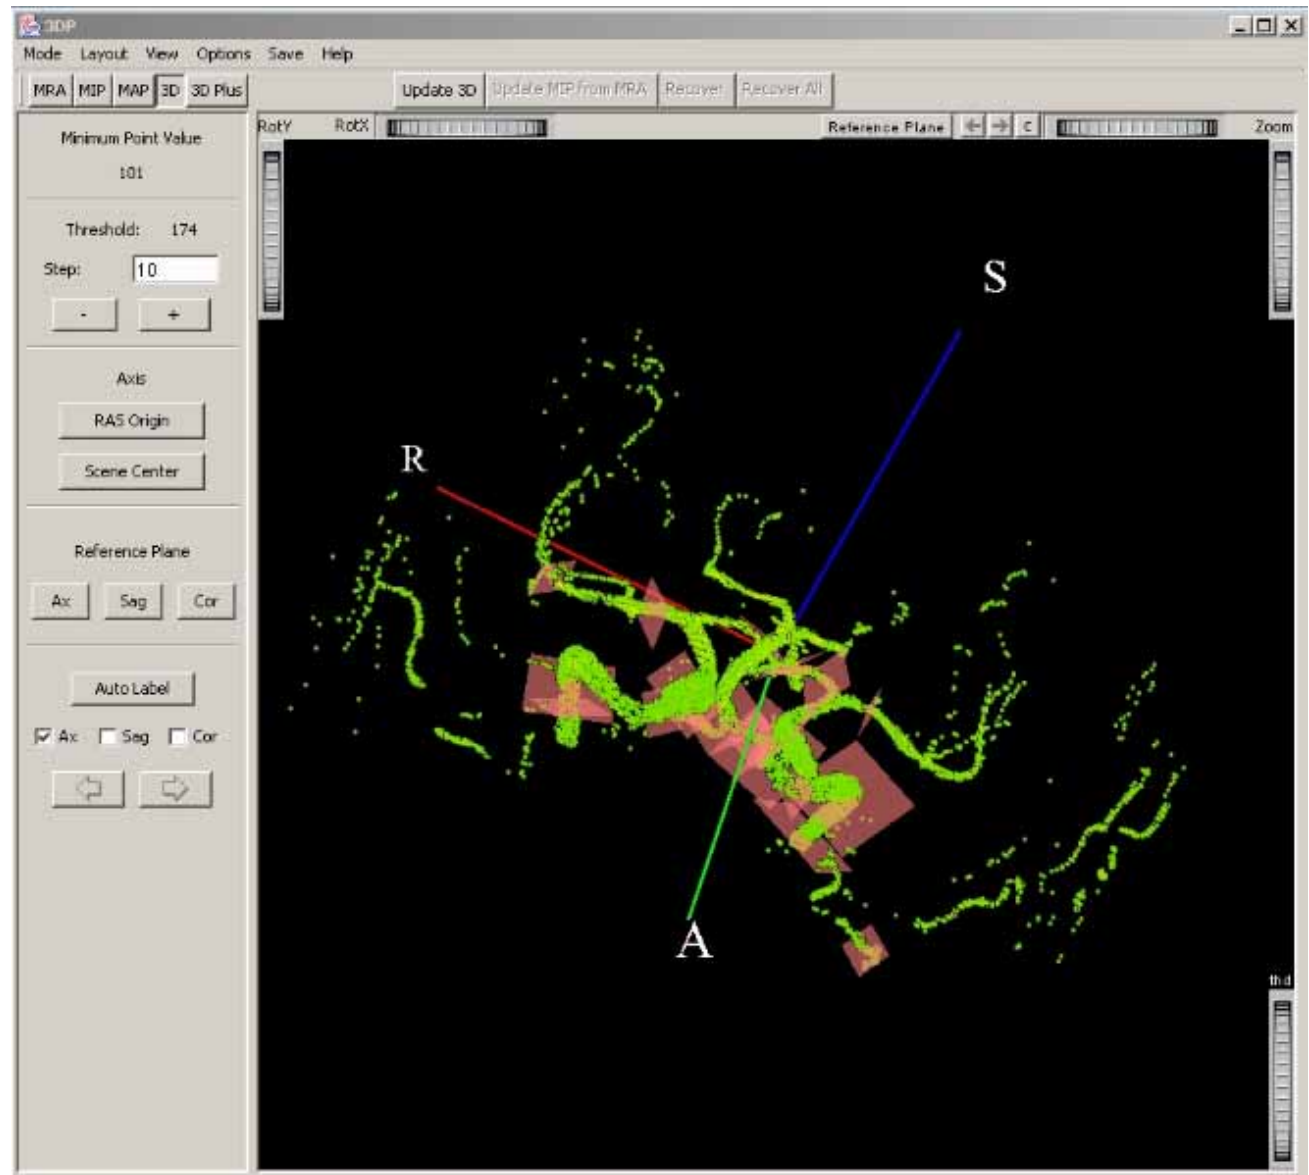 3DP
Mode Layout View Options Save Help
MRA MIP MAP 3D 3D Plus Update 3D Update MIP from MRA Recover Recover All
RotY RotX Reference Plane C Zoom
Minimum Point Value
101
Threshold: 174
Step: 10
- +
Axis
RAS Origin
Scene Center
Reference Plane
Ax Sag Cor
Auto Label
Ax Sag Cor
S
R
A